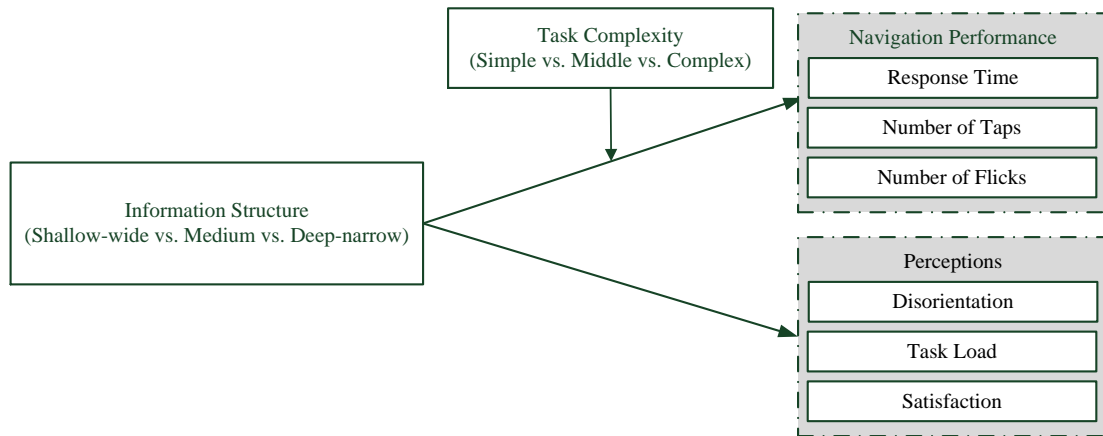 Task Complexity
(Simple vs. Middle vs. Complex)
Information Structure
(Shallow-wide vs. Medium vs. Deep-narrow)
Navigation Performance
Response Time
Number of Taps
Number of Flicks
Perceptions
Disorientation
Task Load
Satisfaction